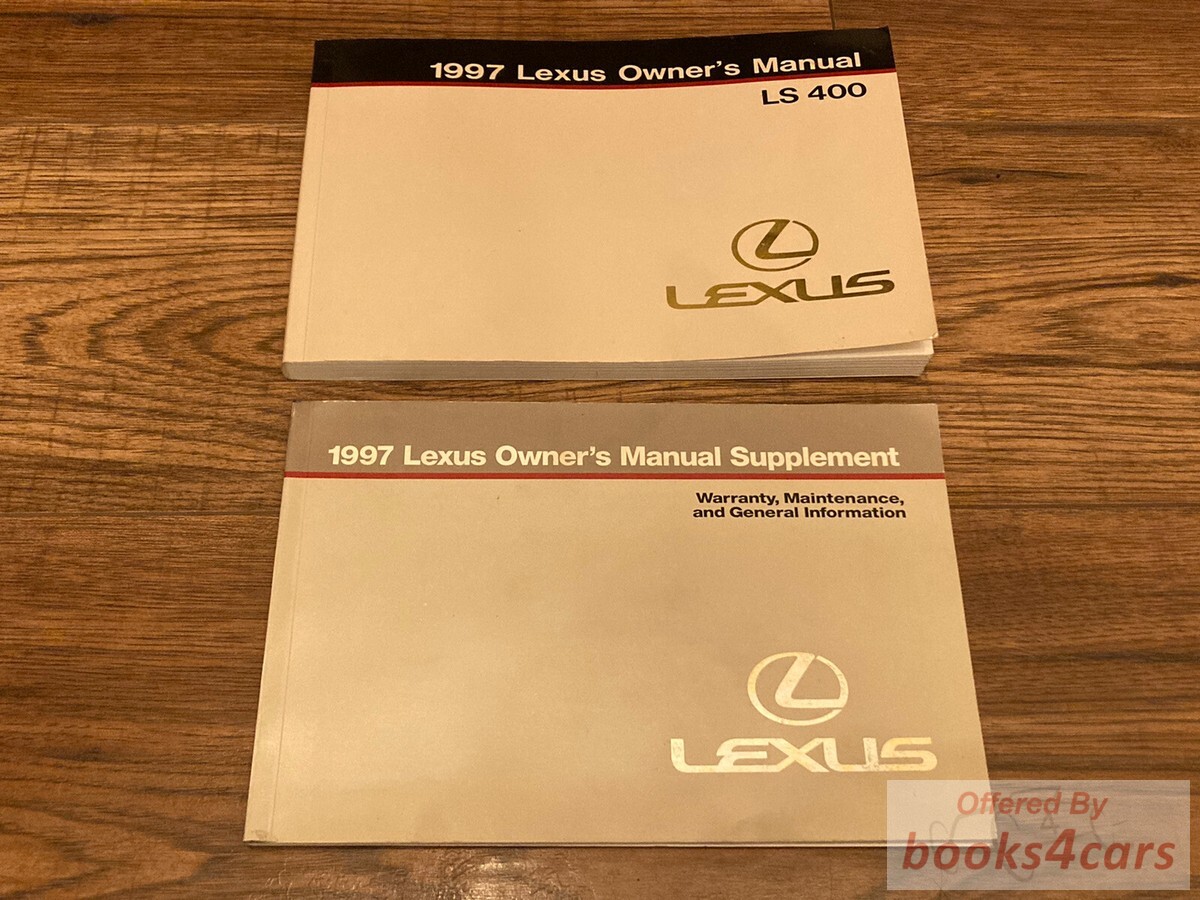 1997 Lexus Owner's Manual
LS 400
LEXUS
1997 Lexus Owner's Manual Supplement
Warranty, Maintenance,
and General Information
LEXUS
Offered By
books4cars